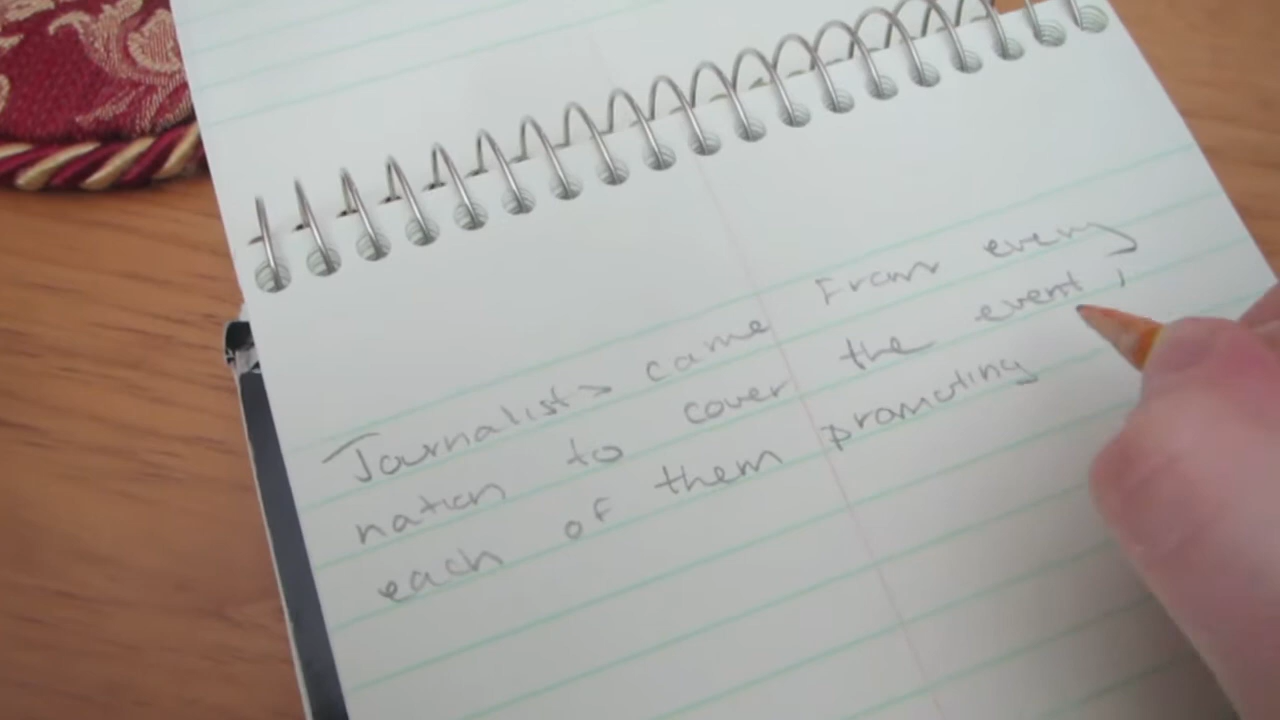 Journalists came From every
nation to cover the event,
each of them promoting